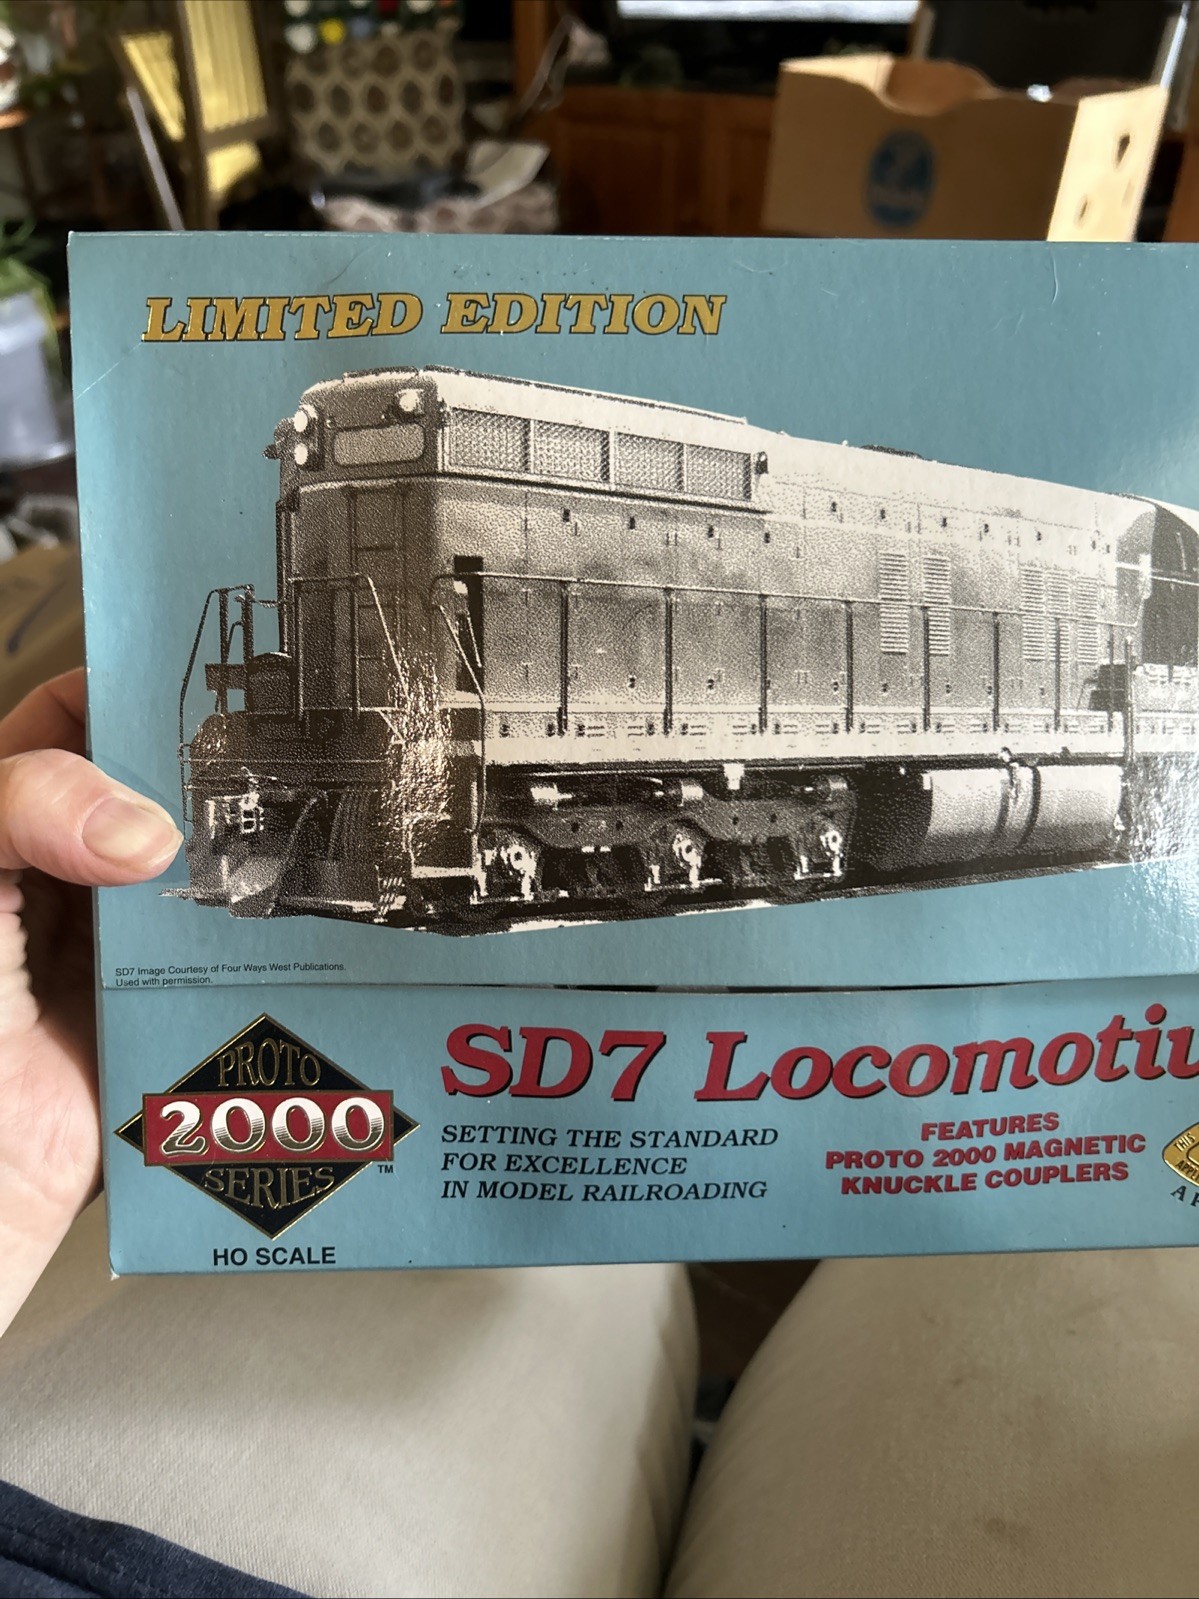 LIMITED EDITION
SD7 Image Courtesy of Four Ways West Publications.
Used with permission.
PROTO
2000
SERIES
TM
HO SCALE
SD7 Locomotiv
SETTING THE STANDARD
FOR EXCELLENCE
IN MODEL RAILROADING
FEATURES
PROTO 2000 MAGNETIC
KNUCKLE COUPLERS